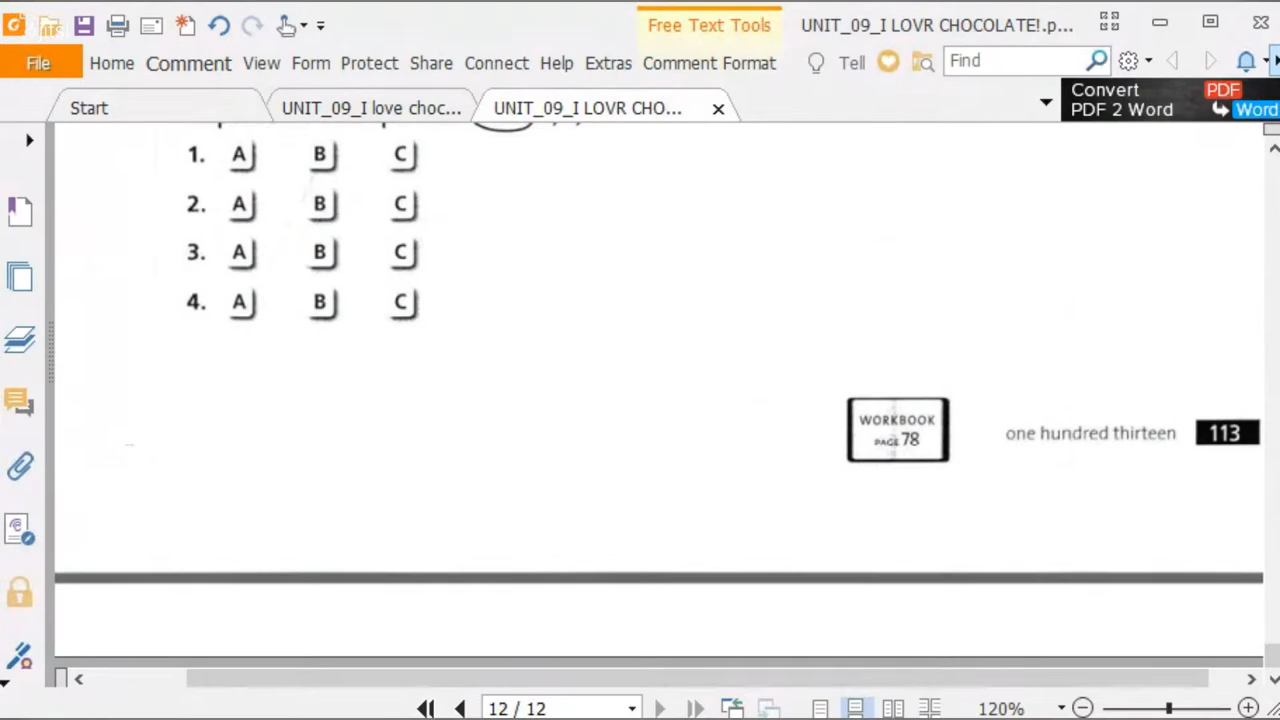 Free Text Tools
UNIT_09_I LOVR CHOCOLATE!.p...
File
Home
Comment
View
Form
Protect
Share
Connect
Help
Extras
Comment Format
Tell
Find
Start
UNIT_09_I love choc...
UNIT_09_I LOVR CHO...
Convert PDF
PDF 2 Word Word
1. A B C
2. A B C
3. A B C
4. A B C
WORKBOOK
PAGE 78
one hundred thirteen 113
12 / 12
120%